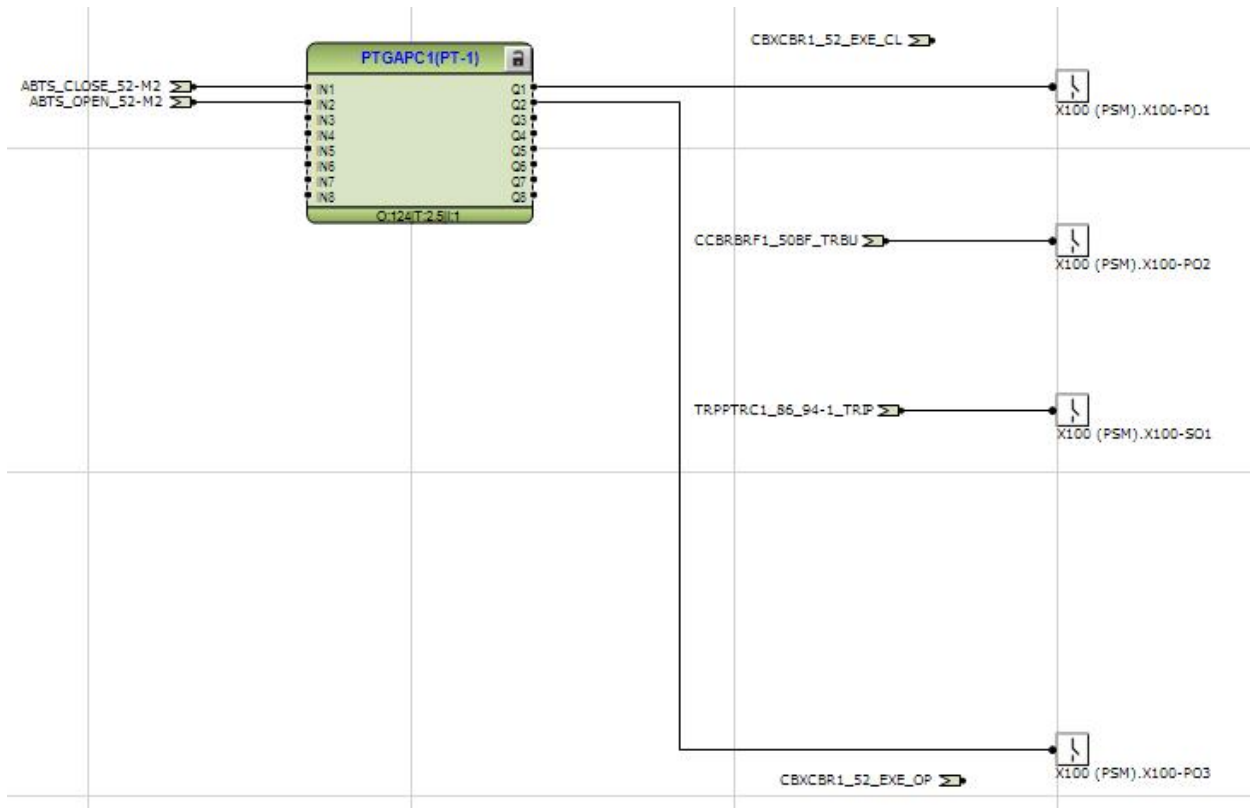 CBXCBR1_52_EXE_CL
PTGAPC1(PT-1)
ABTS_CLOSE_52-M2
ABTS_OPEN_52-M2
IN1 Q1
IN2 Q2
IN3 Q3
IN4 Q4
IN5 Q5
IN6 Q6
IN7 Q7
IN8 Q8
O:124|T:2.5|I:1
X100 (PSM).X100-PO1
CCBRBRF1_50BF_TRBU
X100 (PSM).X100-PO2
TRPPTRC1_86_94-1_TRIP
X100 (PSM).X100-SO1
X100 (PSM).X100-PO3
CBXCBR1_52_EXE_OP